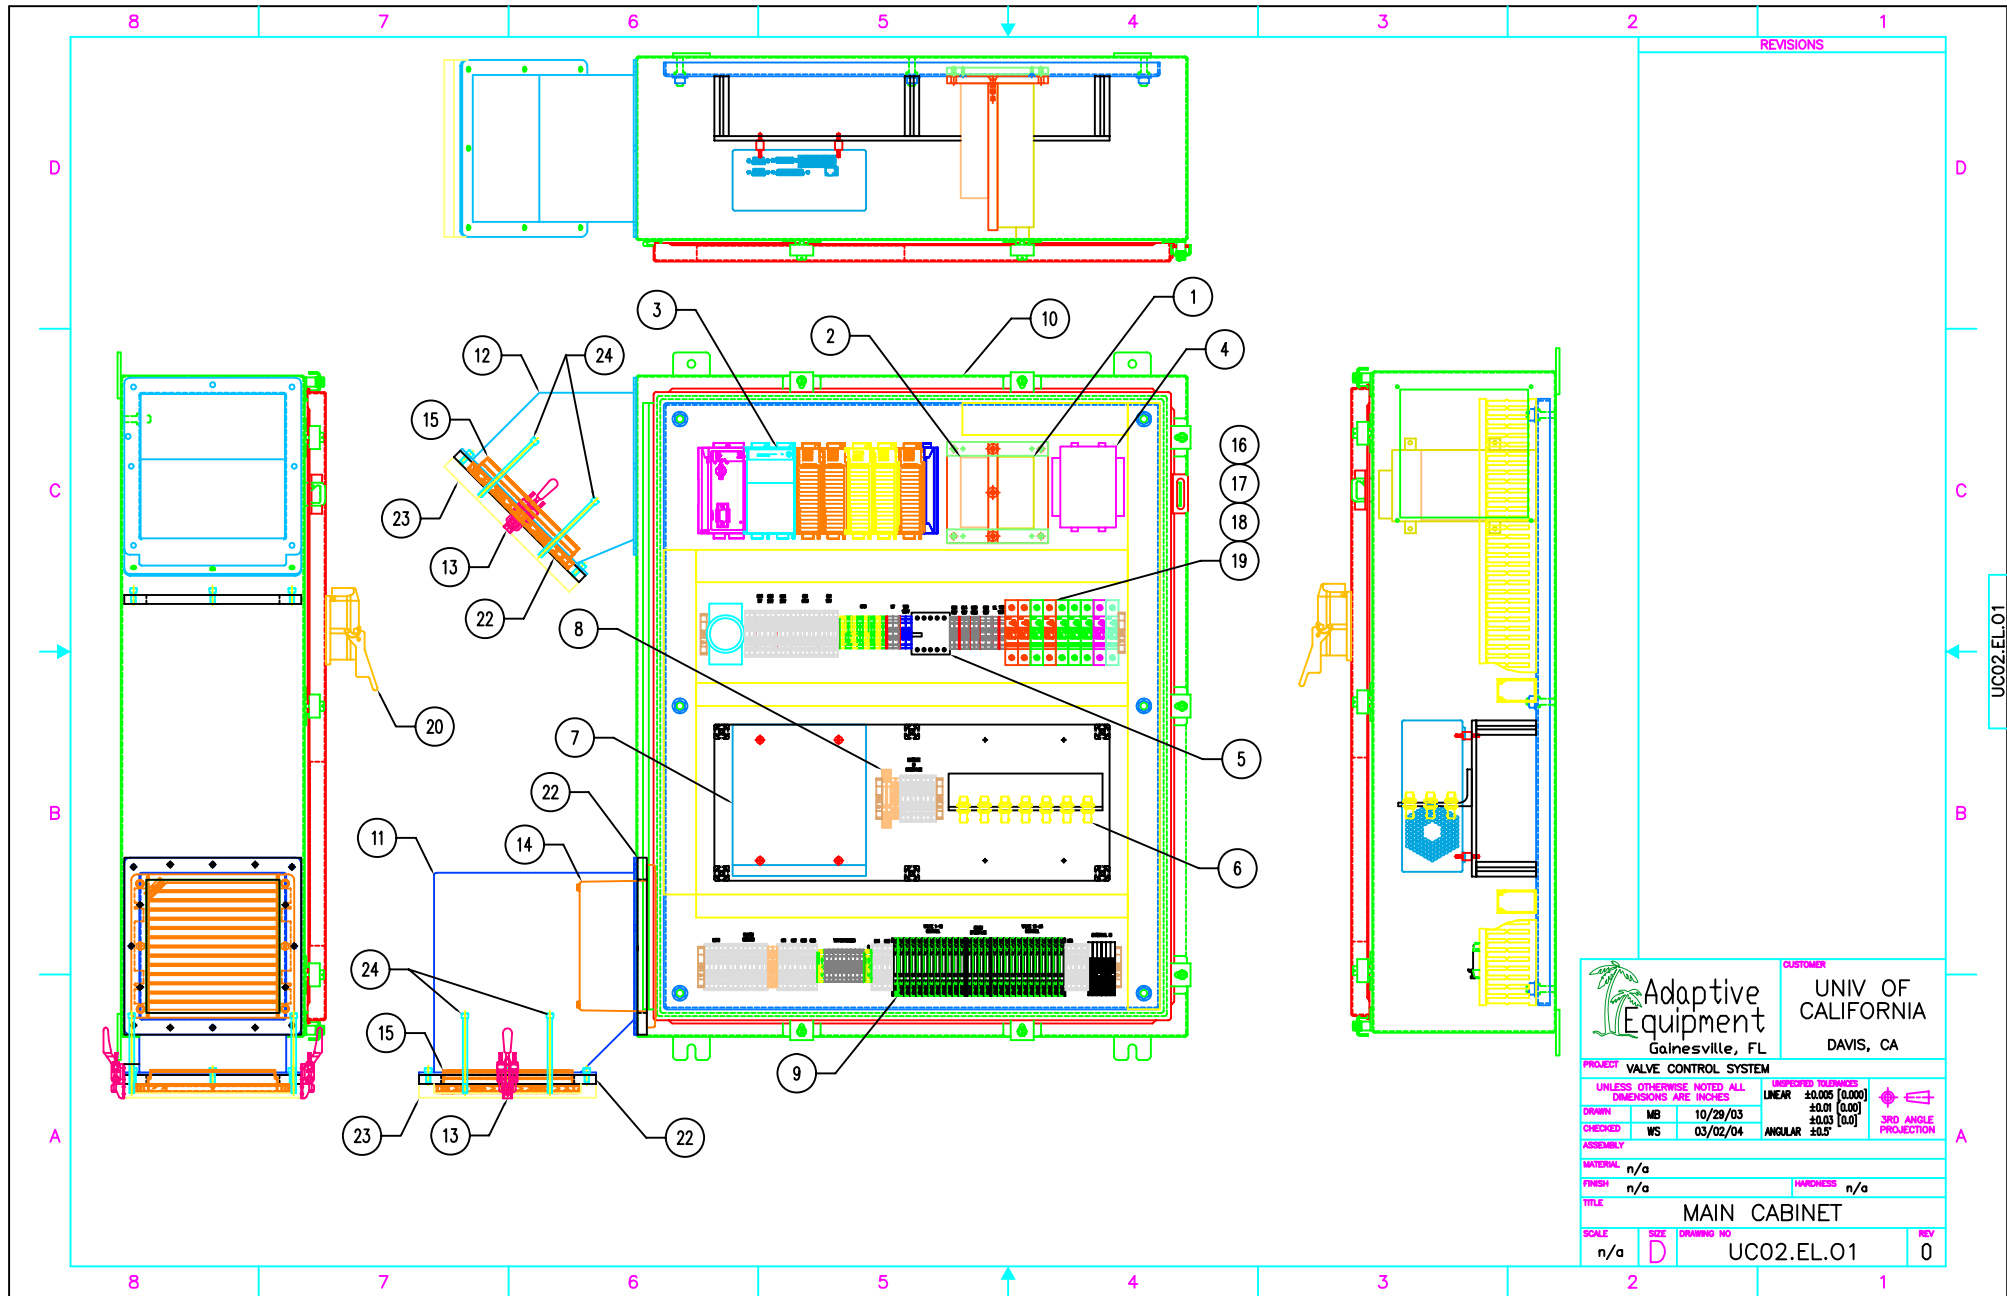 8 7 6 5 4 3 2 1
REVISIONS
D D
1
3 10
2
12 24 4
15
16
17
C C
23 18
13 19
22 8
UC02.EL.01
20
7 5
22
B B
11 14 6
24
15
9
23 13 22
A A
Adaptive
Equipment
Gainesville, FL
CUSTOMER
UNIV OF
CALIFORNIA
DAVIS, CA
PROJECT VALVE CONTROL SYSTEM
UNLESS OTHERWISE NOTED ALL
DIMENSIONS ARE INCHES
UNSPECIFIED TOLERANCES
LINEAR ±0.005 [0.000]
±0.01 [0.00]
±0.03 [0.0]
ANGULAR ±0.5°
3RD ANGLE
PROJECTION
DRAWN MB 10/29/03
CHECKED WS 03/02/04
ASSEMBLY
MATERIAL n/a
FINISH n/a HARDNESS n/a
TITLE
MAIN CABINET
SCALE SIZE DRAWING NO REV
n/a D UC02.EL.01 0
8 7 6 5 4 3 2 1